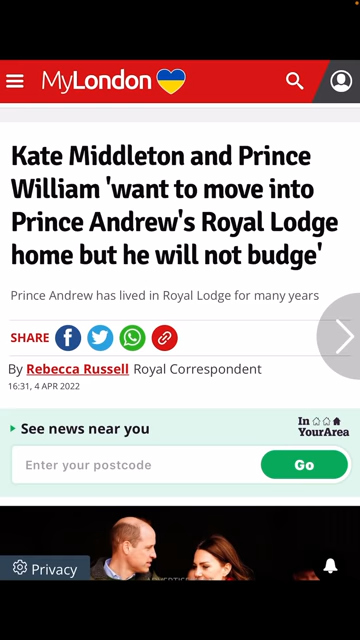 MyLondon
Kate Middleton and Prince
William 'want to move into
Prince Andrew's Royal Lodge
home but he will not budge'
Prince Andrew has lived in Royal Lodge for many years
SHARE
By Rebecca Russell Royal Correspondent
16:31, 4 APR 2022
See news near you
In
YourArea
Enter your postcode
Go
ADVERTISE
Privacy